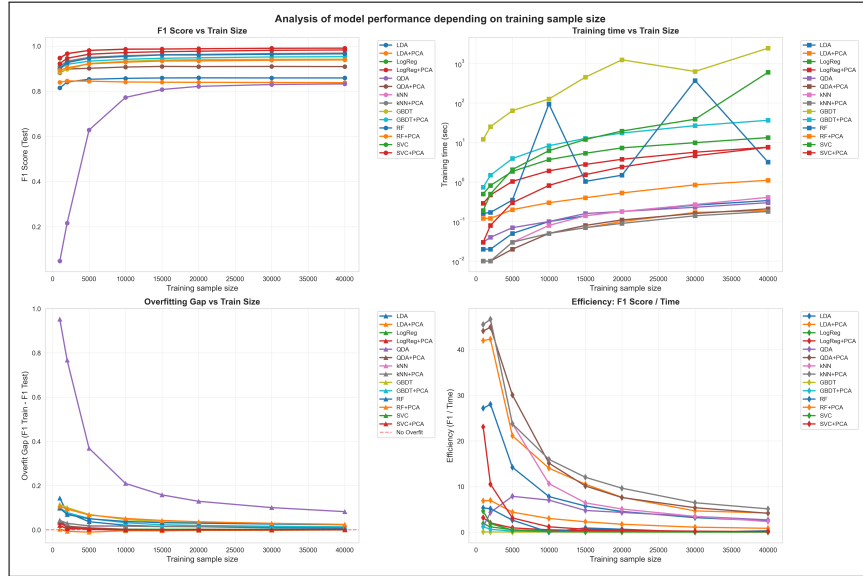 Analysis of model performance depending on training sample size
F1 Score vs Train Size
1.0
0.8
0.6
0.4
0.2
F1 Score (Test)
0
5000
10000
15000
20000
25000
30000
35000
40000
Training sample size
LDA
LDA+PCA
LogReg
LogReg+PCA
QDA
QDA+PCA
kNN
kNN+PCA
GBDT
GBDT+PCA
RF
RF+PCA
SVC
SVC+PCA
Training time vs Train Size
10³
10²
10¹
10⁰
10⁻¹
10⁻²
Training time (sec)
0
5000
10000
15000
20000
25000
30000
35000
40000
Training sample size
LDA
LDA+PCA
LogReg
LogReg+PCA
QDA
QDA+PCA
kNN
kNN+PCA
GBDT
GBDT+PCA
RF
RF+PCA
SVC
SVC+PCA
Overfitting Gap vs Train Size
1.0
0.8
0.6
0.4
0.2
0.0
Overfit Gap (F1 Train - F1 Test)
0
5000
10000
15000
20000
25000
30000
35000
40000
Training sample size
LDA
LDA+PCA
LogReg
LogReg+PCA
QDA
QDA+PCA
kNN
kNN+PCA
GBDT
GBDT+PCA
RF
RF+PCA
SVC
SVC+PCA
No Overfit
Efficiency: F1 Score / Time
40
30
20
10
0
Efficiency (F1 / Time)
0
5000
10000
15000
20000
25000
30000
35000
40000
Training sample size
LDA
LDA+PCA
LogReg
LogReg+PCA
QDA
QDA+PCA
kNN
kNN+PCA
GBDT
GBDT+PCA
RF
RF+PCA
SVC
SVC+PCA